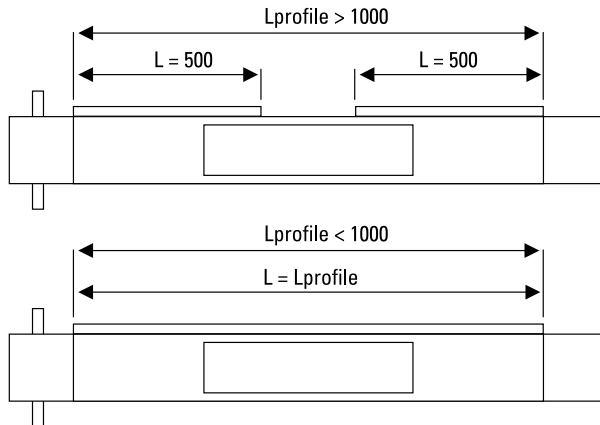 Lprofile > 1000
L = 500 L = 500
Lprofile < 1000
L = Lprofile